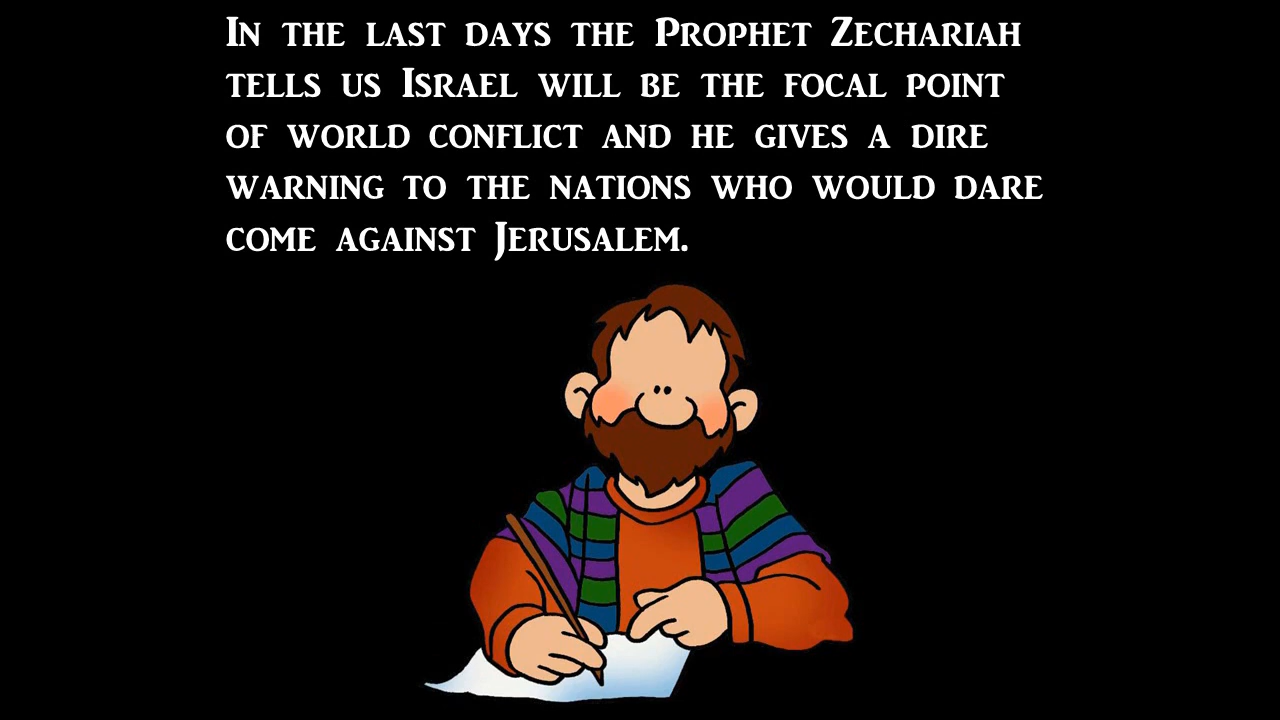 In the last days the Prophet Zechariah
tells us Israel will be the focal point
of world conflict and he gives a dire
warning to the nations who would dare
come against Jerusalem.